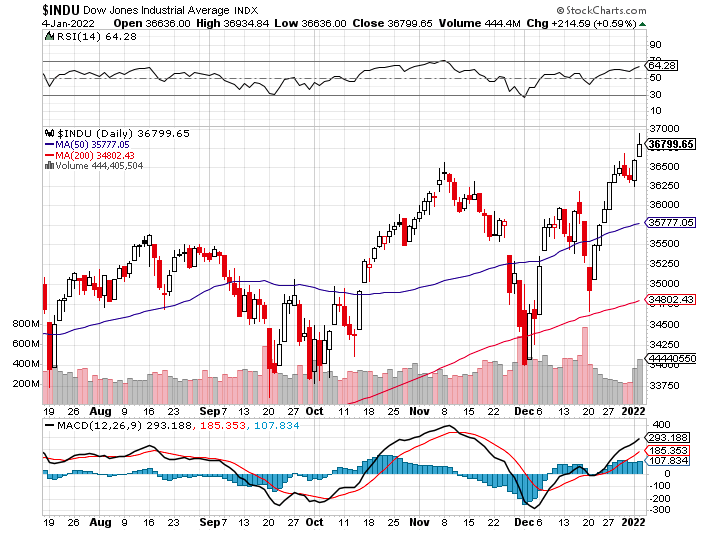 $INDU Dow Jones Industrial Average INDX © StockCharts.com
4-Jan-2022 Open 36636.00 High 36934.84 Low 36636.00 Close 36799.65 Volume 444.4M Chg +214.59 (+0.59%)
RSI(14) 64.28
90
70
64.28
50
30
10
$INDU (Daily) 36799.65
MA(50) 35777.05
MA(200) 34802.43
Volume 444,405,504
37000
36799.65
36500
36250
36000
35777.05
35500
35250
35000
34802.43
34500
34250
44440550
33750
800M
600M
400M
200M
19 26 Aug 9 16 23 Sep 7 13 20 27 Oct 11 18 25 Nov 8 15 22 Dec 6 13 20 27 2022
MACD(12,26,9) 293.188, 185.353, 107.834
400
293.188
185.353
107.834
0
-100
-200
-300
19 26 Aug 9 16 23 Sep 7 13 20 27 Oct 11 18 25 Nov 8 15 22 Dec 6 13 20 27 2022